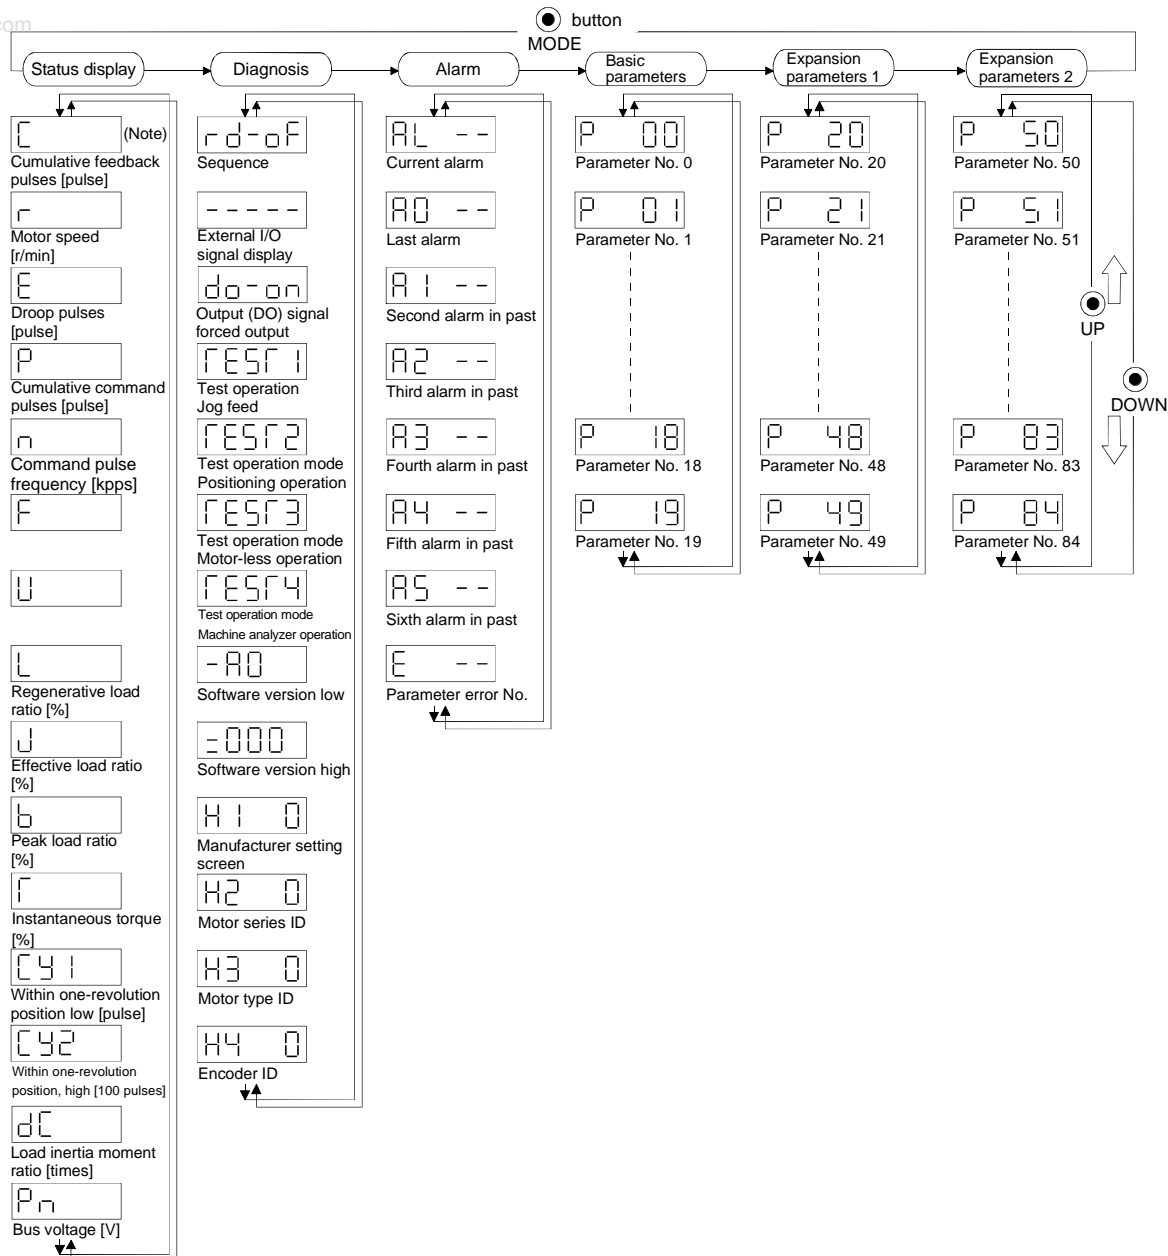 com
button
MODE
Status display
Diagnosis
Alarm
Basic
parameters
Expansion
parameters 1
Expansion
parameters 2
C
(Note)
Cumulative feedback
pulses [pulse]
r
Motor speed
[r/min]
E
Droop pulses
[pulse]
P
Cumulative command
pulses [pulse]
n
Command pulse
frequency [kpps]
F
U
L
Regenerative load
ratio [%]
J
Effective load ratio
[%]
b
Peak load ratio
[%]
T
Instantaneous torque
[%]
Cy1
Within one-revolution
position low [pulse]
Cy2
Within one-revolution
position, high [100 pulses]
dC
Load inertia moment
ratio [times]
Pn
Bus voltage [V]
rd-oF
Sequence
- - - - -
External I/O
signal display
do-on
Output (DO) signal
forced output
TEST1
Test operation
Jog feed
TEST2
Test operation mode
Positioning operation
TEST3
Test operation mode
Motor-less operation
TEST4
Test operation mode
Machine analyzer operation
-A0
Software version low
=000
Software version high
H1 0
Manufacturer setting
screen
H2 0
Motor series ID
H3 0
Motor type ID
H4 0
Encoder ID
AL --
Current alarm
A0 --
Last alarm
A1 --
Second alarm in past
A2 --
Third alarm in past
A3 --
Fourth alarm in past
A4 --
Fifth alarm in past
A5 --
Sixth alarm in past
E --
Parameter error No.
P 00
Parameter No. 0
P 01
Parameter No. 1
P 18
Parameter No. 18
P 19
Parameter No. 19
P 20
Parameter No. 20
P 21
Parameter No. 21
P 48
Parameter No. 48
P 49
Parameter No. 49
P 50
Parameter No. 50
P 51
Parameter No. 51
P 83
Parameter No. 83
P 84
Parameter No. 84
UP
DOWN